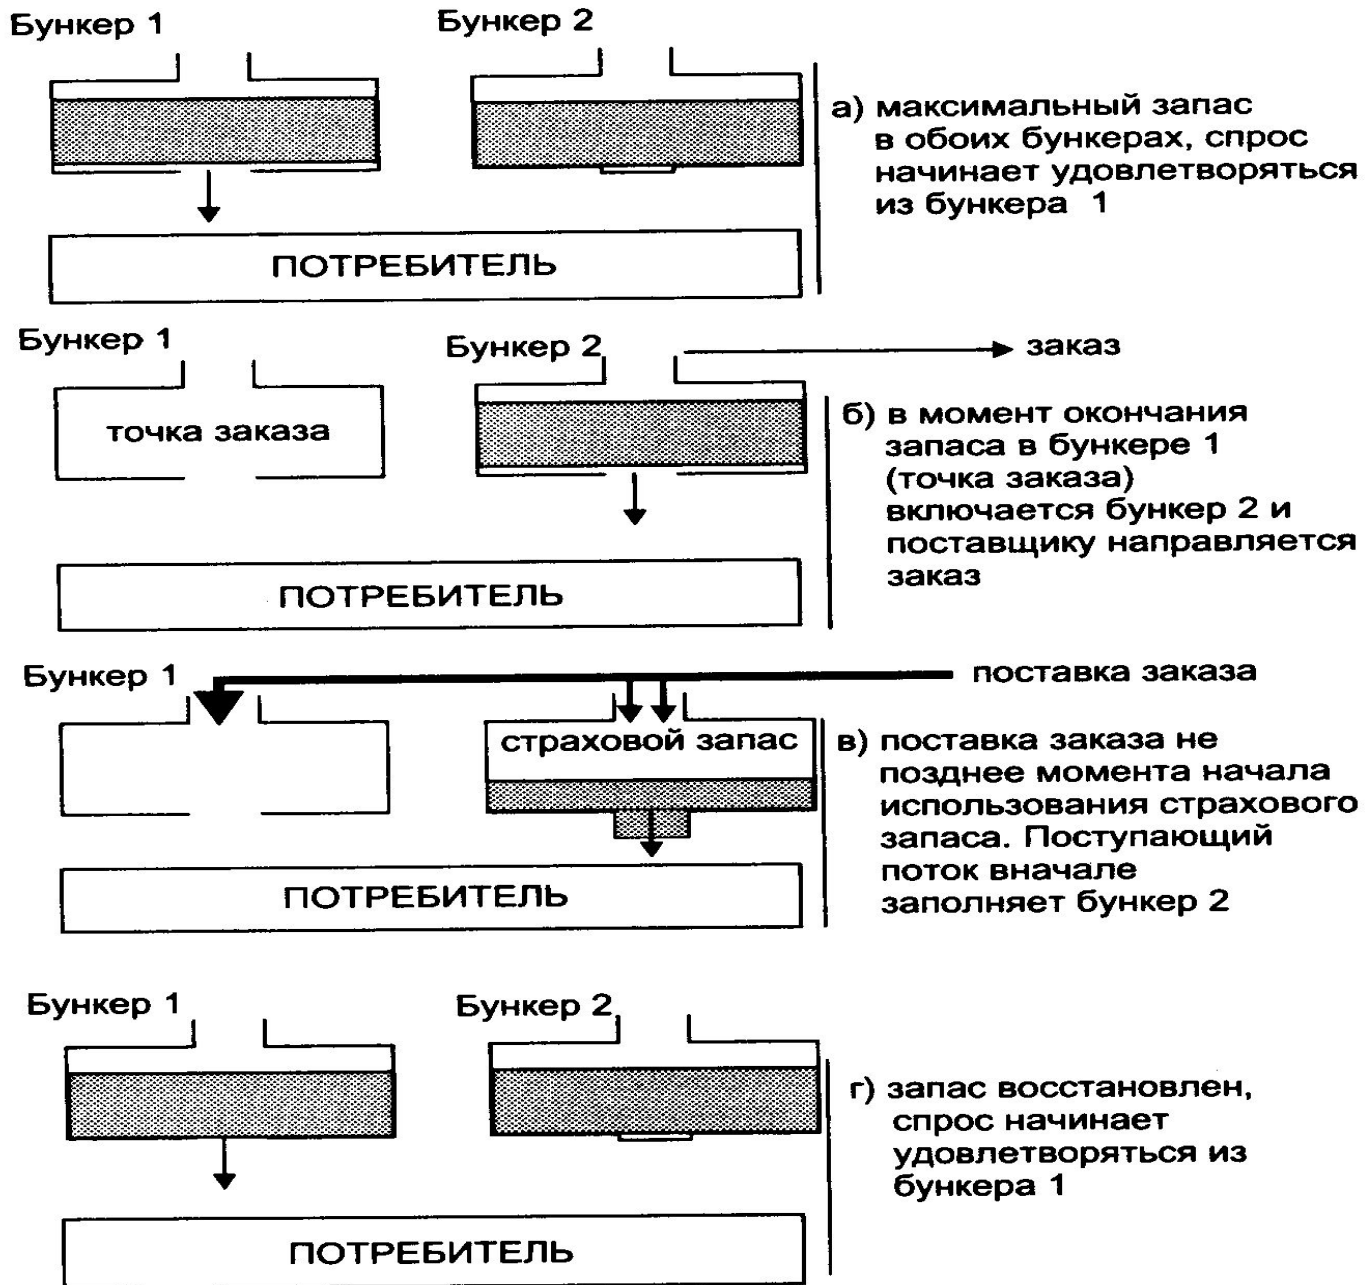 Бункер 1
Бункер 2
а) максимальный запас
в обоих бункерах, спрос
начинает удовлетворяться
из бункера 1
ПОТРЕБИТЕЛЬ
Бункер 1
Бункер 2
заказ
точка заказа
б) в момент окончания
запаса в бункере 1
(точка заказа)
включается бункер 2 и
поставщику направляется
заказ
ПОТРЕБИТЕЛЬ
Бункер 1
поставка заказа
страховой запас
в) поставка заказа не
позднее момента начала
использования страхового
запаса. Поступающий
поток вначале
заполняет бункер 2
ПОТРЕБИТЕЛЬ
Бункер 1
Бункер 2
г) запас восстановлен,
спрос начинает
удовлетворяться из
бункера 1
ПОТРЕБИТЕЛЬ